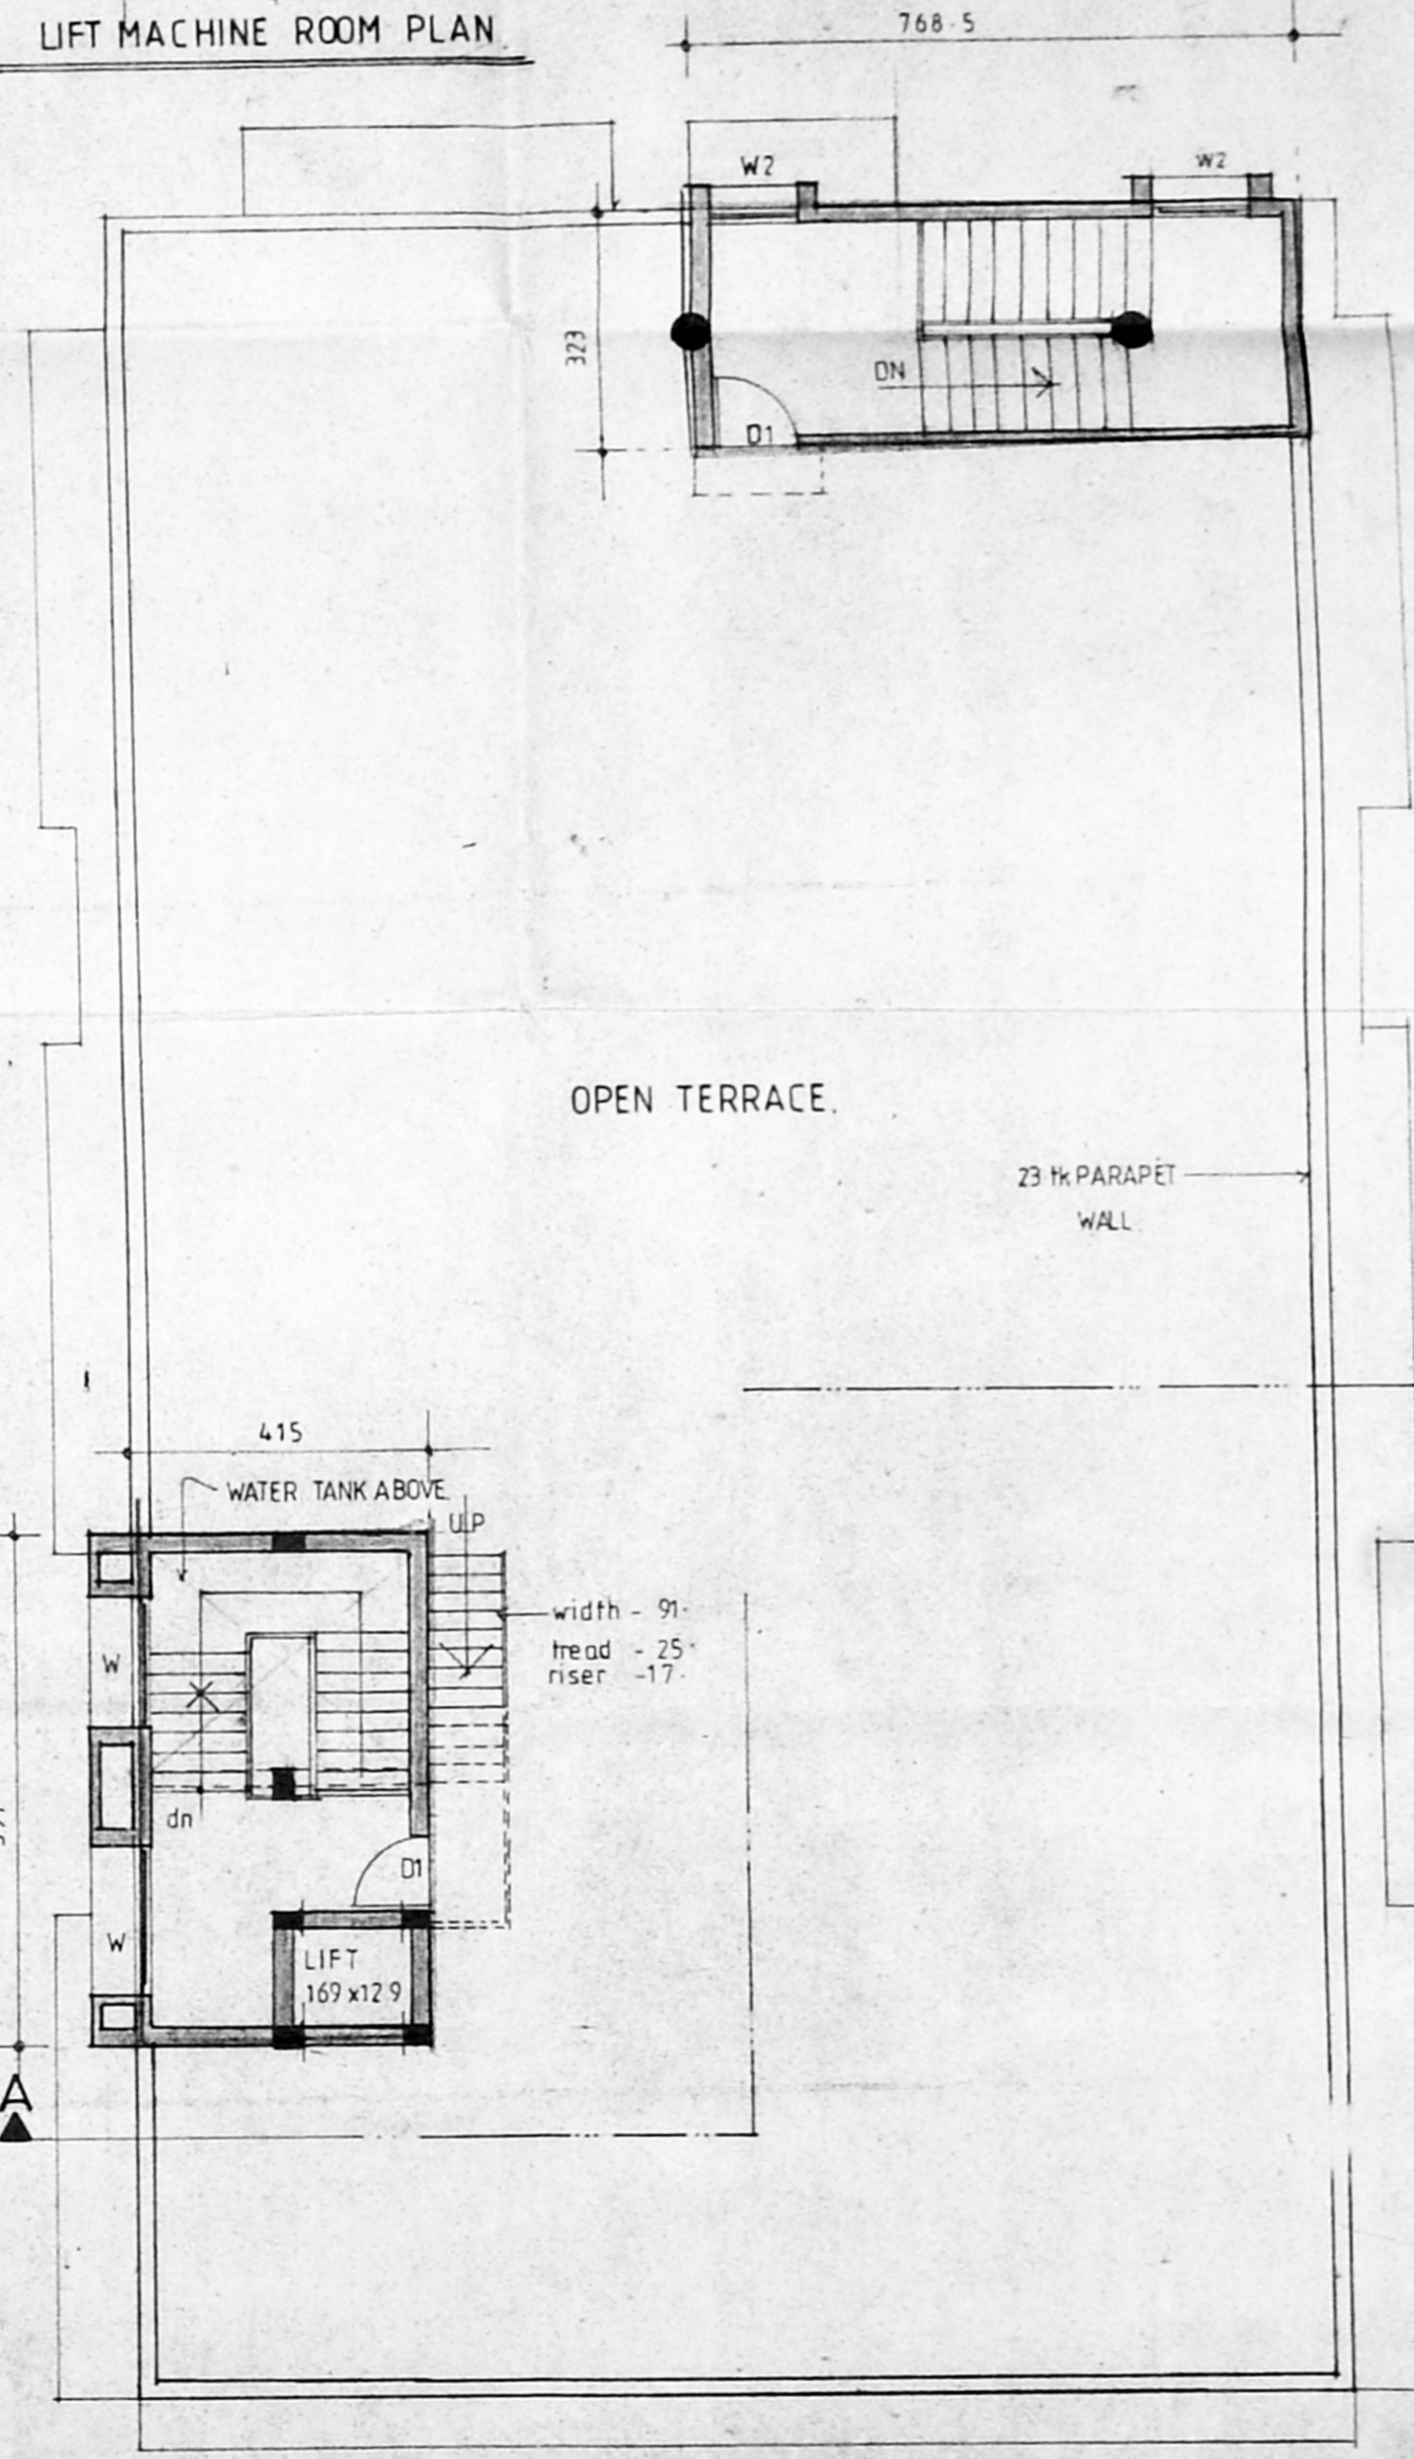 LIFT MACHINE ROOM PLAN.
768·5
W2
W2
323
DN
D1
OPEN TERRACE.
23 tk PARAPET
WALL.
415
WATER TANK ABOVE.
UP
width - 91·
tread - 25·
riser -17·
W
dn
D1
W
LIFT
169 x129
A